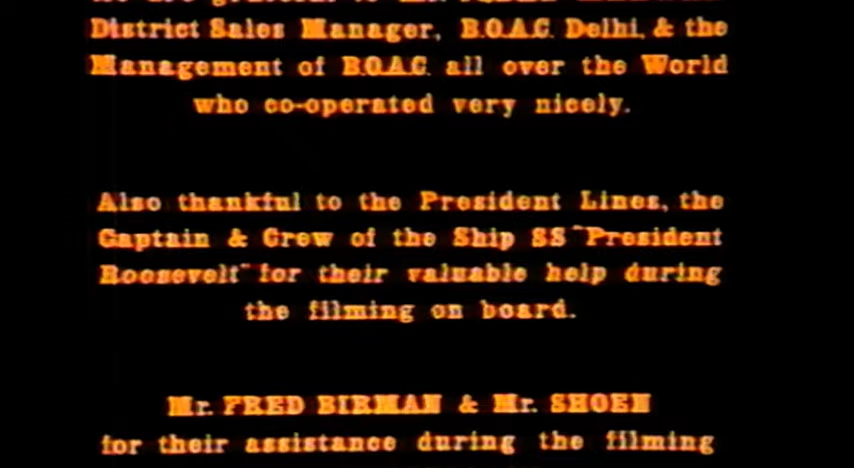 District Sales Manager, B.O.A.C. Delhi, & the
Management of B.O.A.C. all over the World
who co-operated very nicely.
Also thankful to the President Lines, the
Captain & Crew of the Ship SS "President
Roosevelt" for their valuable help during
the filming on board.
Mr. FRED BIRMAN & Mr. SHOEN
for their assistance during the filming